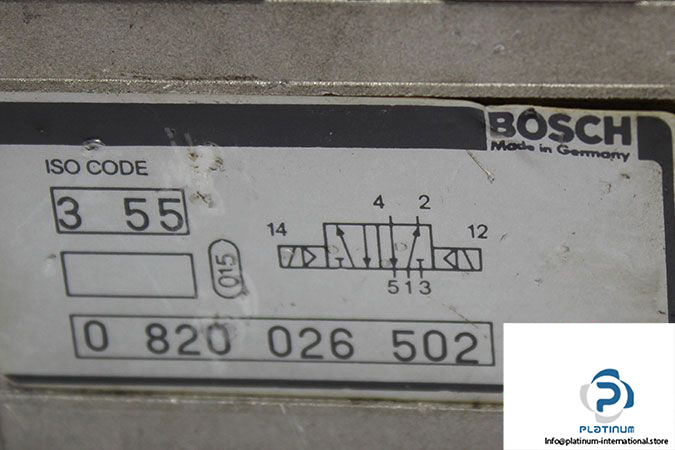 BOSCH
Made in Germany
ISO CODE
3 55
015
14 4 2 12
5 1 3
0 820 026 502
PLATINUM
Info@platinum-international.store